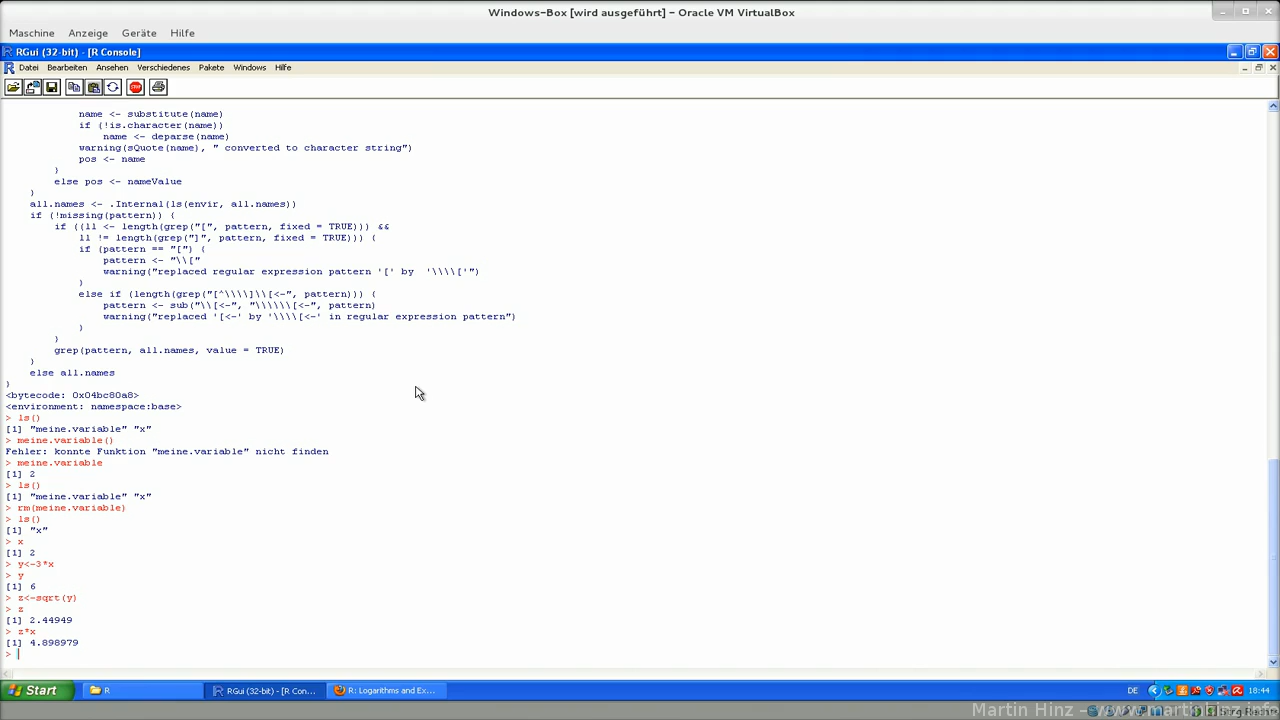 Windows-Box [wird ausgeführt] - Oracle VM VirtualBox
Maschine Anzeige Geräte Hilfe
RGui (32-bit) - [R Console]
Datei Bearbeiten Ansehen Verschiedenes Pakete Windows Hilfe
STOP
name <- substitute(name)
if (!is.character(name))
name <- deparse(name)
warning(sQuote(name), " converted to character string")
pos <- name
}
else pos <- nameValue
}
all.names <- .Internal(ls(envir, all.names))
if (!missing(pattern)) {
if ((ll <- length(grep("[", pattern, fixed = TRUE))) &&
ll != length(grep("]", pattern, fixed = TRUE))) {
if (pattern == "[") {
pattern <- "\\["
warning("replaced regular expression pattern '[' by  '\\\\['")
}
else if (length(grep("[^\\\\]\\[<-", pattern))) {
pattern <- sub("\\[<-", "\\\\\\[<-", pattern)
warning("replaced '[<-' by '\\\\[<-' in regular expression pattern")
}
}
grep(pattern, all.names, value = TRUE)
}
else all.names
}
<bytecode: 0x04bc80a8>
<environment: namespace:base>
> ls()
[1] "meine.variable" "x"
> meine.variable()
Fehler: konnte Funktion "meine.variable" nicht finden
> meine.variable
[1] 2
> ls()
[1] "meine.variable" "x"
> rm(meine.variable)
> ls()
[1] "x"
> x
[1] 2
> y<-3*x
> y
[1] 6
> z<-sqrt(y)
> z
[1] 2.44949
> z*x
[1] 4.898979
>
Start R RGui (32-bit) - [R Con... R: Logarithms and Ex... DE 18:44
Martin Hinz - www.martinhinz.info